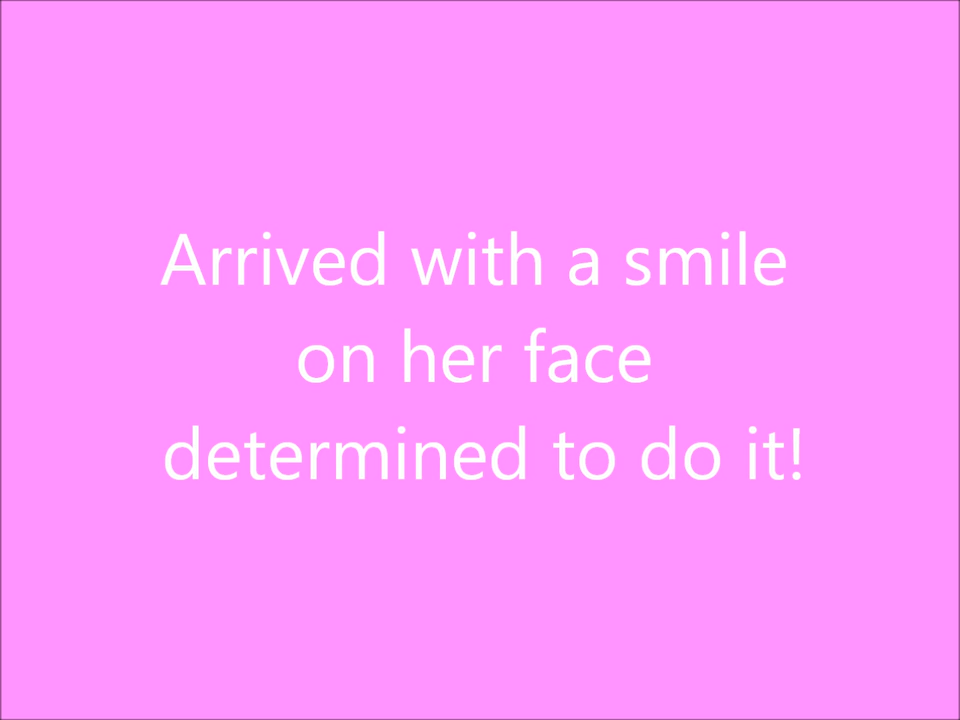 Arrived with a smile
on her face
determined to do it!